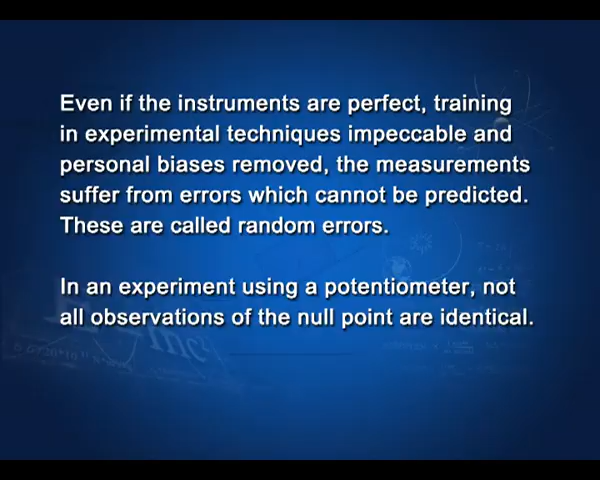 Even if the instruments are perfect, training
in experimental techniques impeccable and
personal biases removed, the measurements
suffer from errors which cannot be predicted.
These are called random errors.
In an experiment using a potentiometer, not
all observations of the null point are identical.